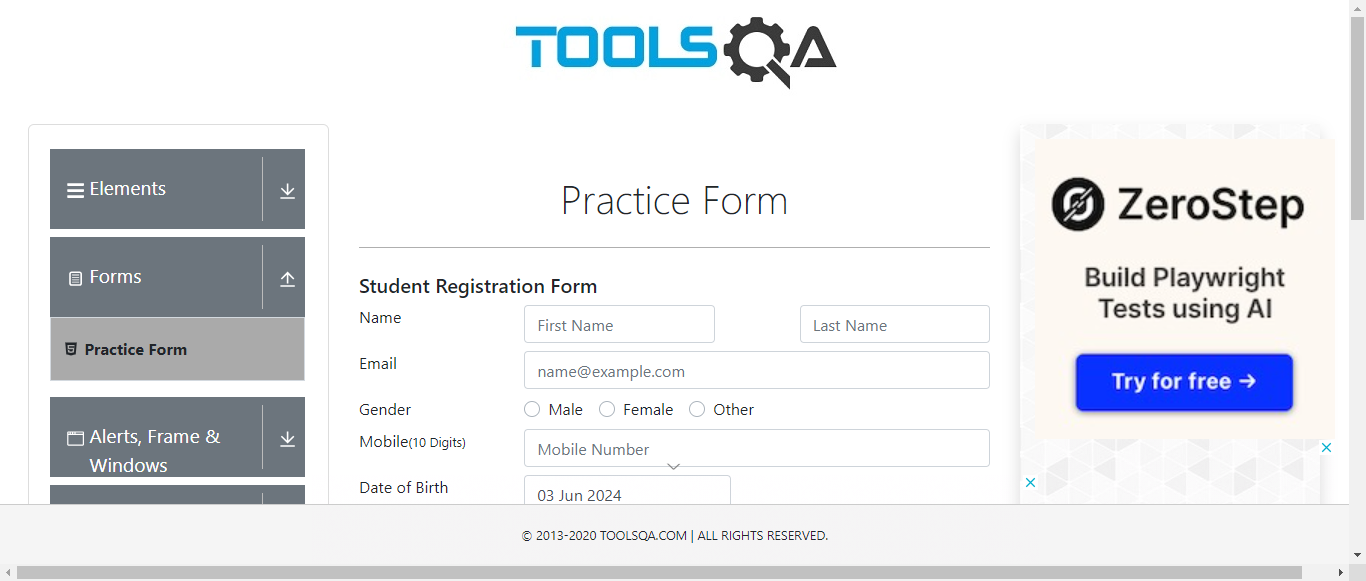 TOOLSQA
Elements
Forms
Practice Form
Alerts, Frame &
Windows
Practice Form
Student Registration Form
Name
First Name
Last Name
Email
name@example.com
Gender
Male
Female
Other
Mobile(10 Digits)
Mobile Number
Date of Birth
03 Jun 2024
ZeroStep
Build Playwright
Tests using AI
Try for free →
© 2013-2020 TOOLSQA.COM | ALL RIGHTS RESERVED.